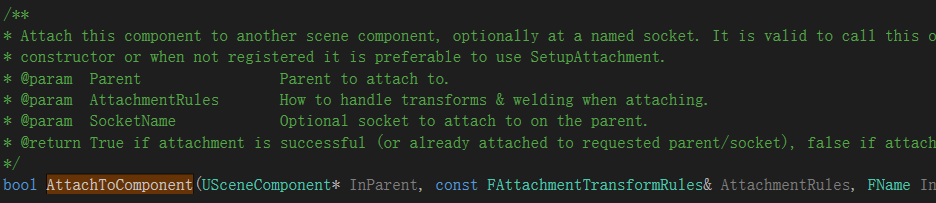 /**
* Attach this component to another scene component, optionally at a named socket. It is valid to call this o
* constructor or when not registered it is preferable to use SetupAttachment.
* @param  Parent                Parent to attach to.
* @param  AttachmentRules       How to handle transforms & welding when attaching.
* @param  SocketName            Optional socket to attach to on the parent.
* @return True if attachment is successful (or already attached to requested parent/socket), false if attach
*/
bool AttachToComponent(USceneComponent* InParent, const FAttachmentTransformRules& AttachmentRules, FName In